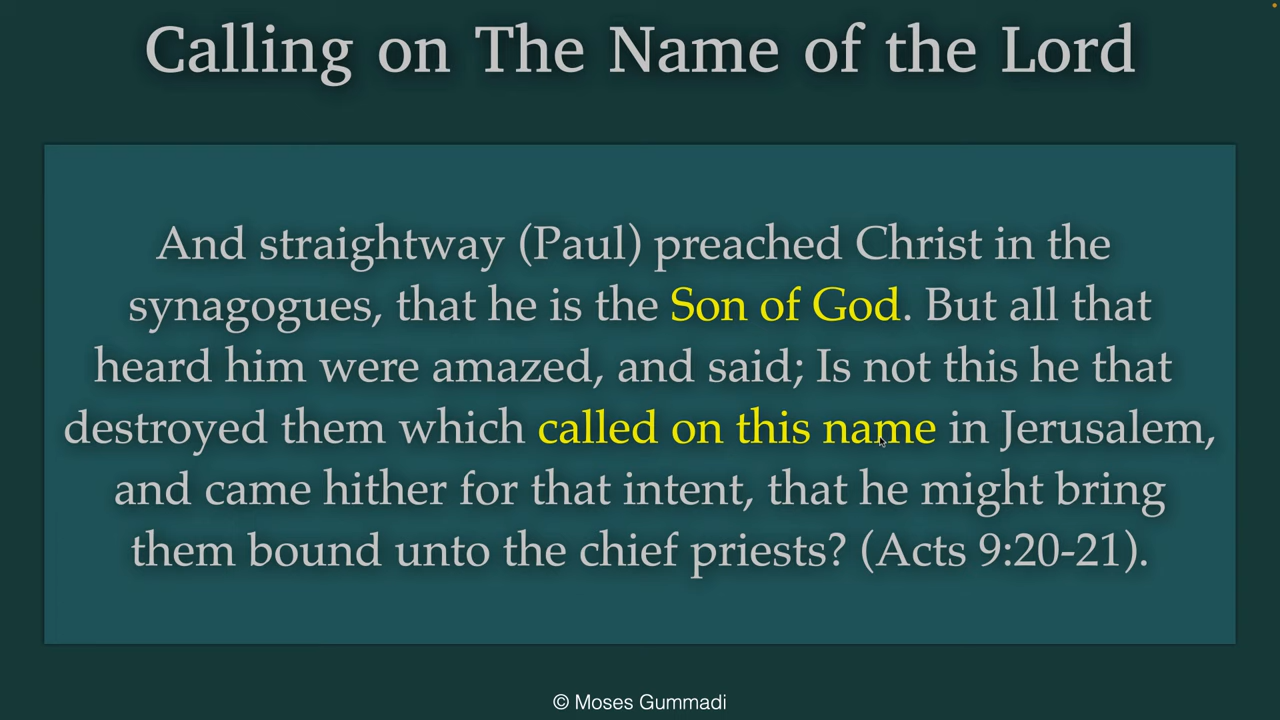 Calling on The Name of the Lord
And straightway (Paul) preached Christ in the
synagogues, that he is the Son of God. But all that
heard him were amazed, and said; Is not this he that
destroyed them which called on this name in Jerusalem,
and came hither for that intent, that he might bring
them bound unto the chief priests? (Acts 9:20-21).
© Moses Gummadi